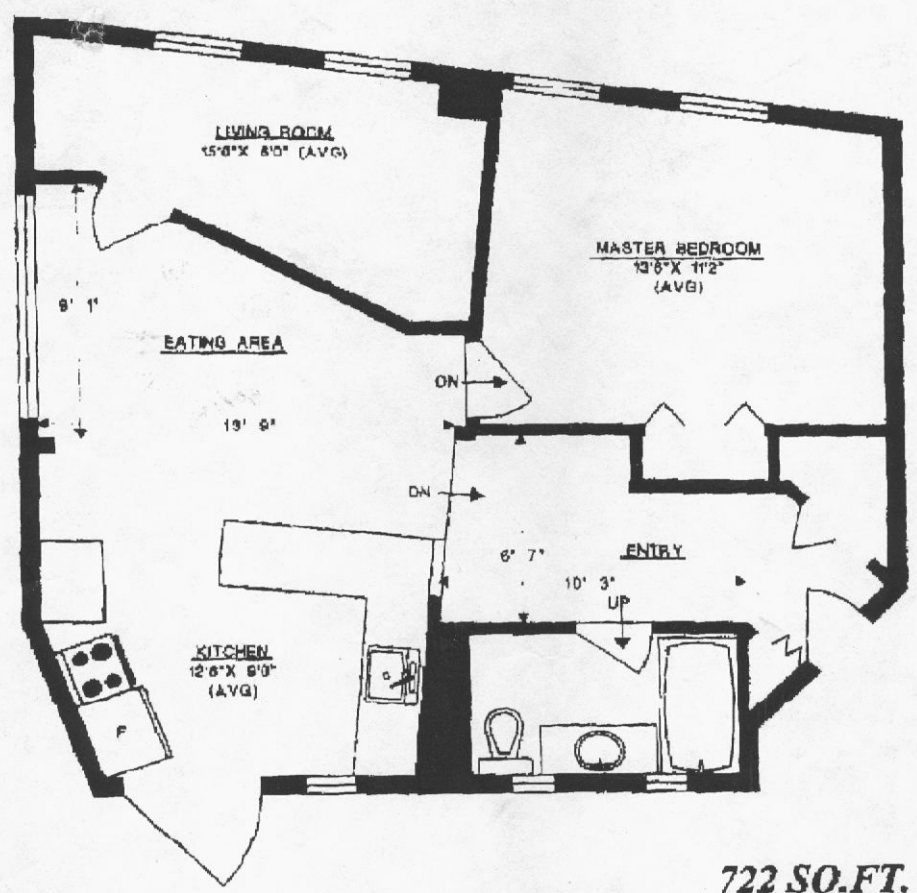 LIVING ROOM
15'6"X 8'0" (AVG)
MASTER BEDROOM
13'6"X 11'2"
(AVG)
9' 1"
EATING AREA
DN
13' 9"
DN
6' 7"
ENTRY
10' 3"
UP
KITCHEN
12'6"X 9'0"
(AVG)
F
722 SQ.FT.